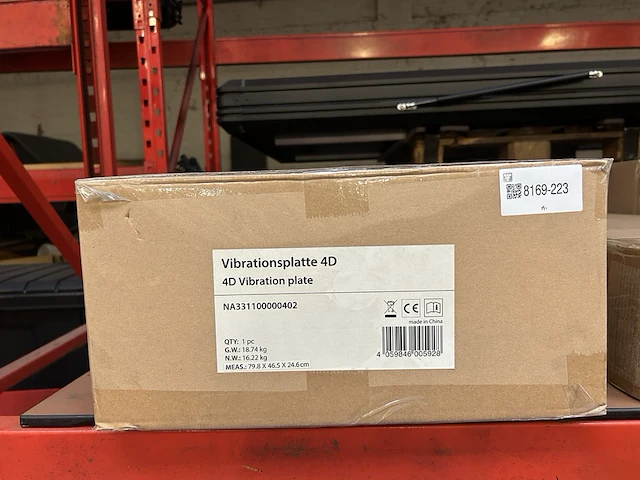 8169-223
Vibrationsplatte 4D
4D Vibration plate
NA331100000402
made in China
QTY: 1 pc
G.W.: 18.74 kg
N.W.: 16.22 kg
MEAS.: 79.8 X 46.5 X 24.6cm
4 059846 005928